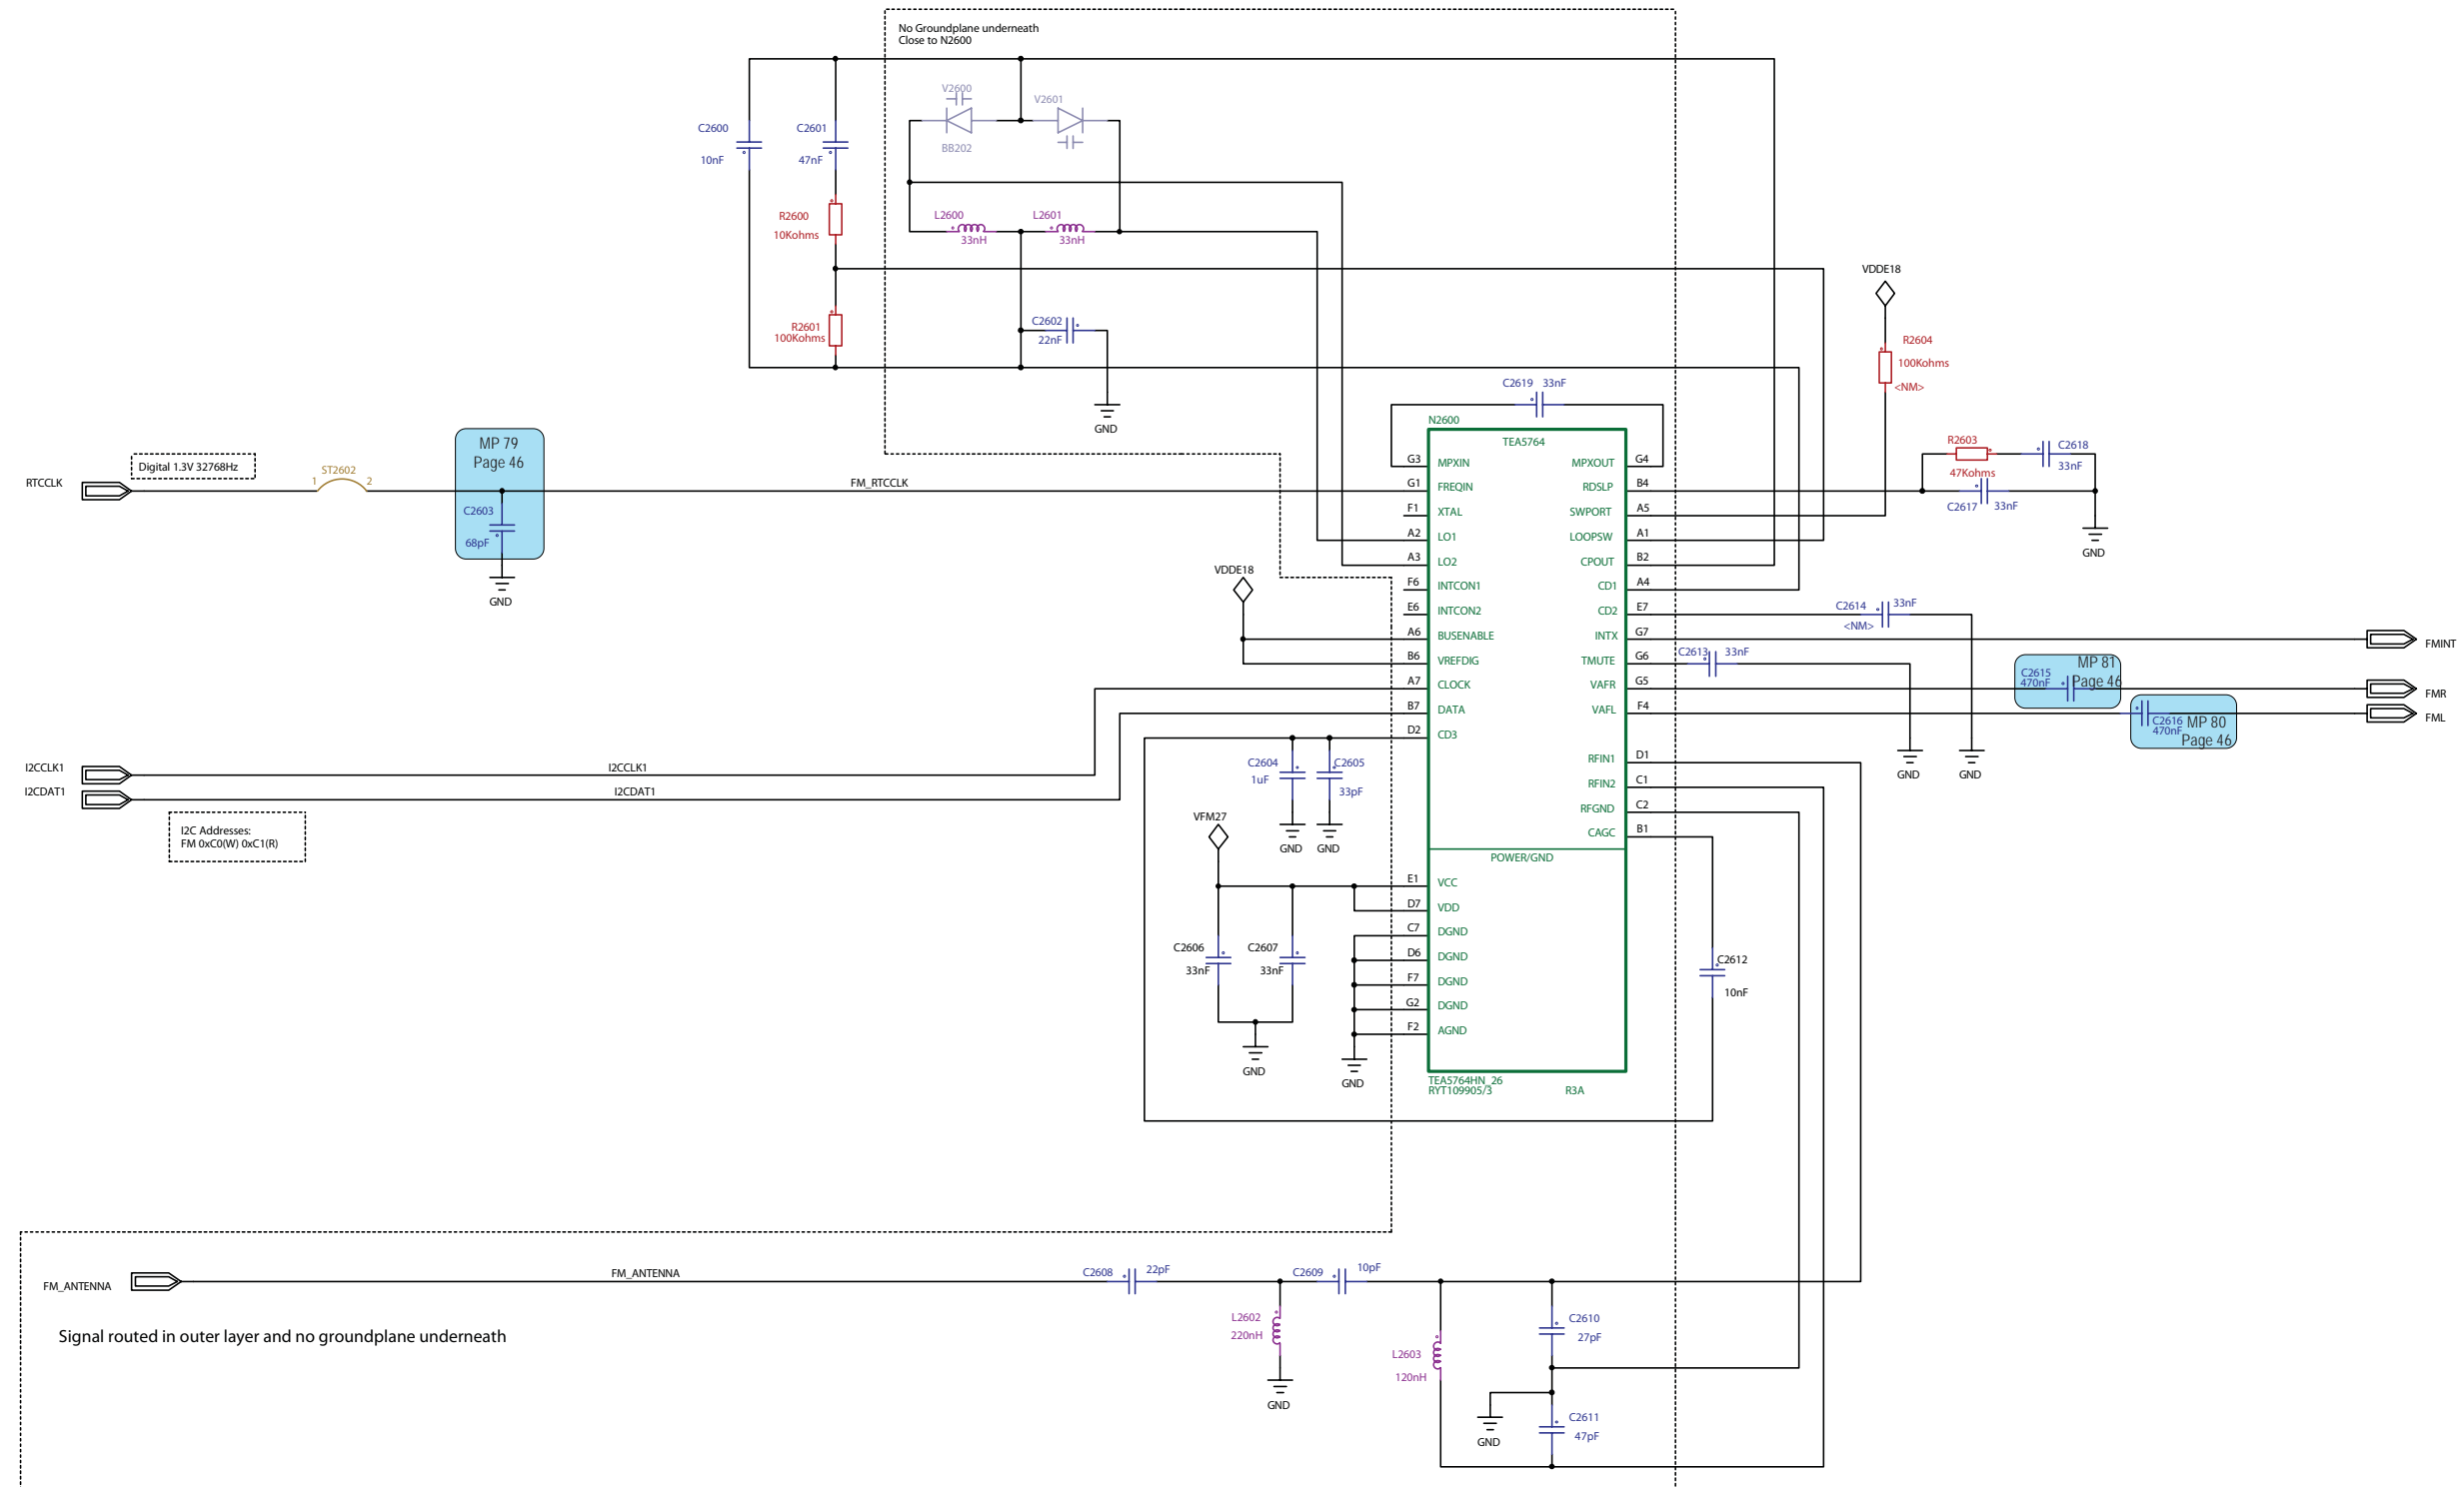 No Groundplane underneath
Close to N2600
V2600
V2601
BB202
C2600
10nF
C2601
47nF
R2600
10Kohms
L2600
33nH
L2601
33nH
R2601
100Kohms
C2602
22nF
GND
VDDE18
R2604
100Kohms
<NM>
C2619 33nF
N2600
TEA5764
MP 79
Page 46
C2603
68pF
GND
Digital 1.3V 32768Hz
RTCCLK
ST2602
1
2
FM_RTCCLK
R2603
47Kohms
C2618
33nF
C2617
33nF
GND
G3 MPXIN
G1 FREQIN
F1 XTAL
A2 LO1
A3 LO2
F6 INTCON1
E6 INTCON2
A6 BUSENABLE
B6 VREFDIG
A7 CLOCK
B7 DATA
D2 CD3
MPXOUT G4
RDSLP B4
SWPORT A5
LOOPSW A1
CPOUT B2
CD1 A4
CD2 E7
INTX G7
TMUTE G6
VAFR G5
VAFL F4
RFIN1 D1
RFIN2 C1
RFGND C2
CAGC B1
VDDE18
C2614
33nF
<NM>
C2613
33nF
GND
GND
FMINT
MP 81
Page 46
C2615
470nF
FMR
MP 80
Page 46
C2616
470nF
FML
I2CCLK1
I2CCLK1
I2CDAT1
I2CDAT1
I2C Addresses:
FM 0xC0(W) 0xC1(R)
C2604
1uF
C2605
33pF
GND
GND
VFM27
POWER/GND
E1 VCC
D7 VDD
C7 DGND
D6 DGND
F7 DGND
G2 DGND
F2 AGND
C2606
33nF
C2607
33nF
GND
GND
C2612
10nF
TEA5764HN_26
RYT109905/3
R3A
FM_ANTENNA
FM_ANTENNA
C2608
22pF
C2609
10pF
L2602
220nH
GND
L2603
120nH
C2610
27pF
GND
C2611
47pF
Signal routed in outer layer and no groundplane underneath